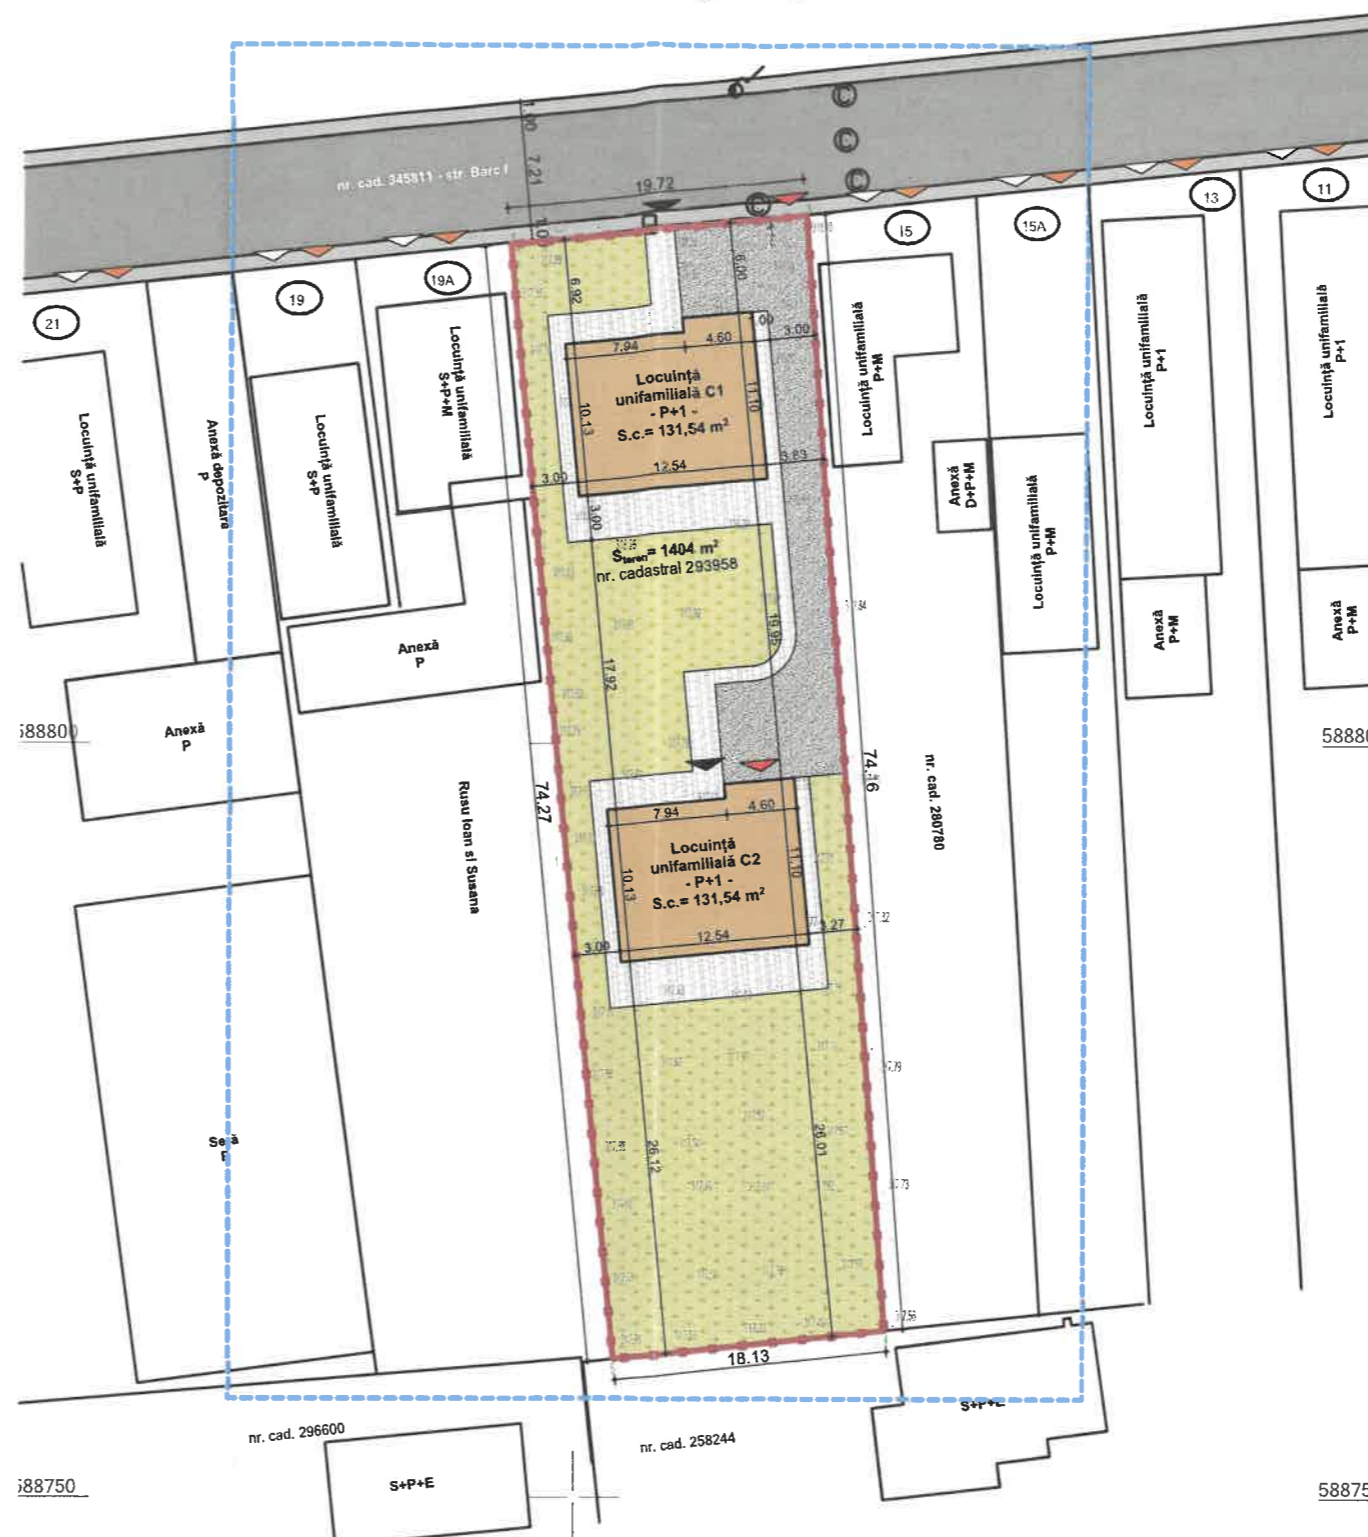 nr. cad. 345811 - str. Barc I
1.00
7.21
1.00
19.72
21
19
19A
15
15A
13
11
6.92
6.00
1.00
3.00
7.94
4.60
Locuință
unifamilială C1
- P+1 -
S.c.= 131,54 m²
10.13
11.10
12.54
3.83
3.00
3.00
Steren= 1404 m²
nr. cadastral 293958
19.95
17.92
74.27
74.16
7.94
4.60
Locuință
unifamilială C2
- P+1 -
S.c.= 131,54 m²
10.13
11.10
12.54
3.00
3.27
26.12
26.01
18.13
Locuință unifamilială
S+P
Anexă depozitare
P
Locuință unifamilială
S+P
Locuință unifamilială
S+P+M
Locuință unifamilială
P+M
Anexă
D+P+M
Locuință unifamilială
P+M
Locuință unifamilială
P+1
Locuință unifamilială
P+1
Anexă
P+M
Anexă
P+M
Anexă
P
Anexă
P
588800
Rusu Ioan si Susana
nr. cad. 280780
Seră
P
nr. cad. 296600
nr. cad. 258244
S+P+E
S+P+E
588750